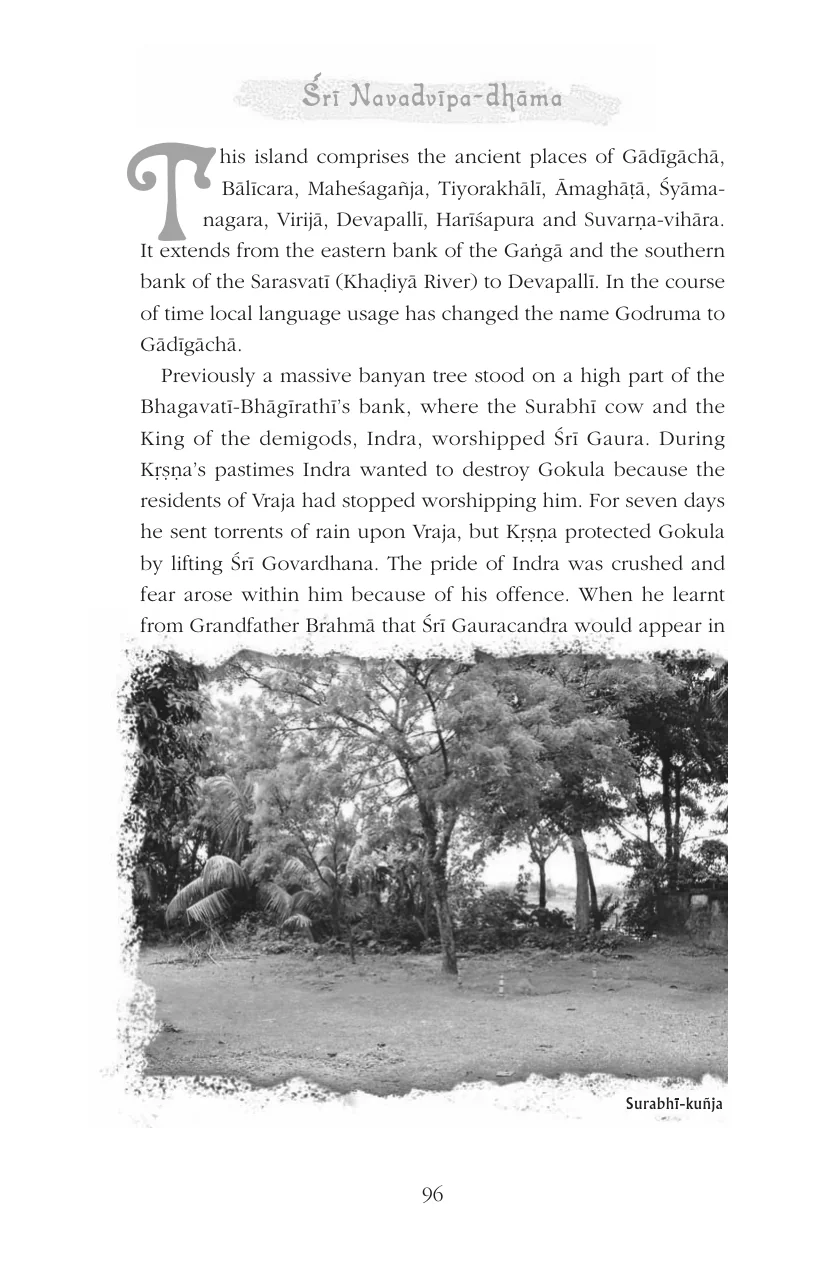 Śrī Navadvīpa-dhāma
This island comprises the ancient places of Gādīgāchā,
Bālīcara, Maheśagañja, Tiyorakhālī, Āmaghāṭā, Śyāma-
nagara, Virijā, Devapallī, Harīśapura and Suvarṇa-vihāra.
It extends from the eastern bank of the Gaṅgā and the southern
bank of the Sarasvatī (Khaḍiyā River) to Devapallī. In the course
of time local language usage has changed the name Godruma to
Gādīgāchā.
Previously a massive banyan tree stood on a high part of the
Bhagavatī-Bhāgīrathī’s bank, where the Surabhī cow and the
King of the demigods, Indra, worshipped Śrī Gaura. During
Kṛṣṇa’s pastimes Indra wanted to destroy Gokula because the
residents of Vraja had stopped worshipping him. For seven days
he sent torrents of rain upon Vraja, but Kṛṣṇa protected Gokula
by lifting Śrī Govardhana. The pride of Indra was crushed and
fear arose within him because of his offence. When he learnt
from Grandfather Brahmā that Śrī Gauracandra would appear in
Surabhī-kuñja
96